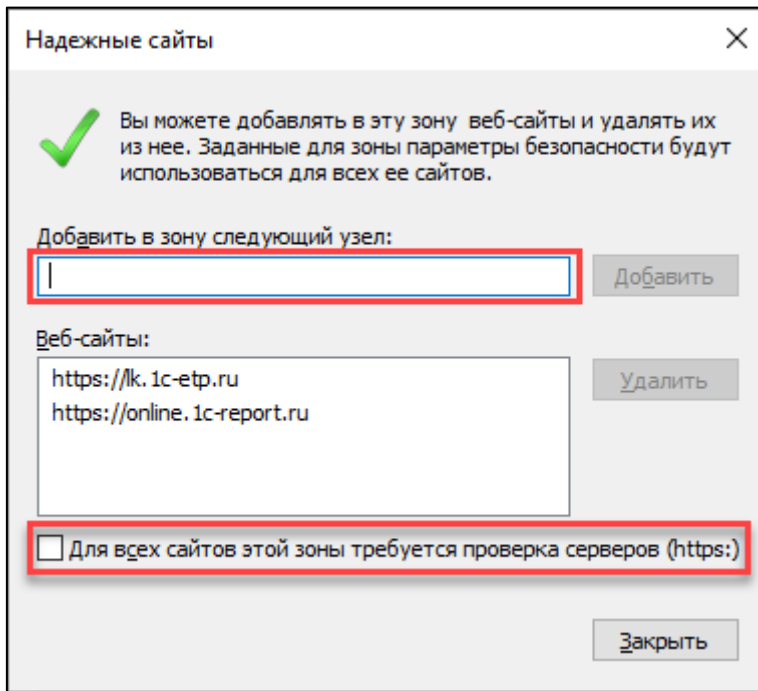 Надежные сайты
Вы можете добавлять в эту зону веб-сайты и удалять их
из нее. Заданные для зоны параметры безопасности будут
использоваться для всех ее сайтов.
Добавить в зону следующий узел:
Добавить
Веб-сайты:
https://lk.1c-etp.ru
https://online.1c-report.ru
Удалить
Для всех сайтов этой зоны требуется проверка серверов (https:)
Закрыть